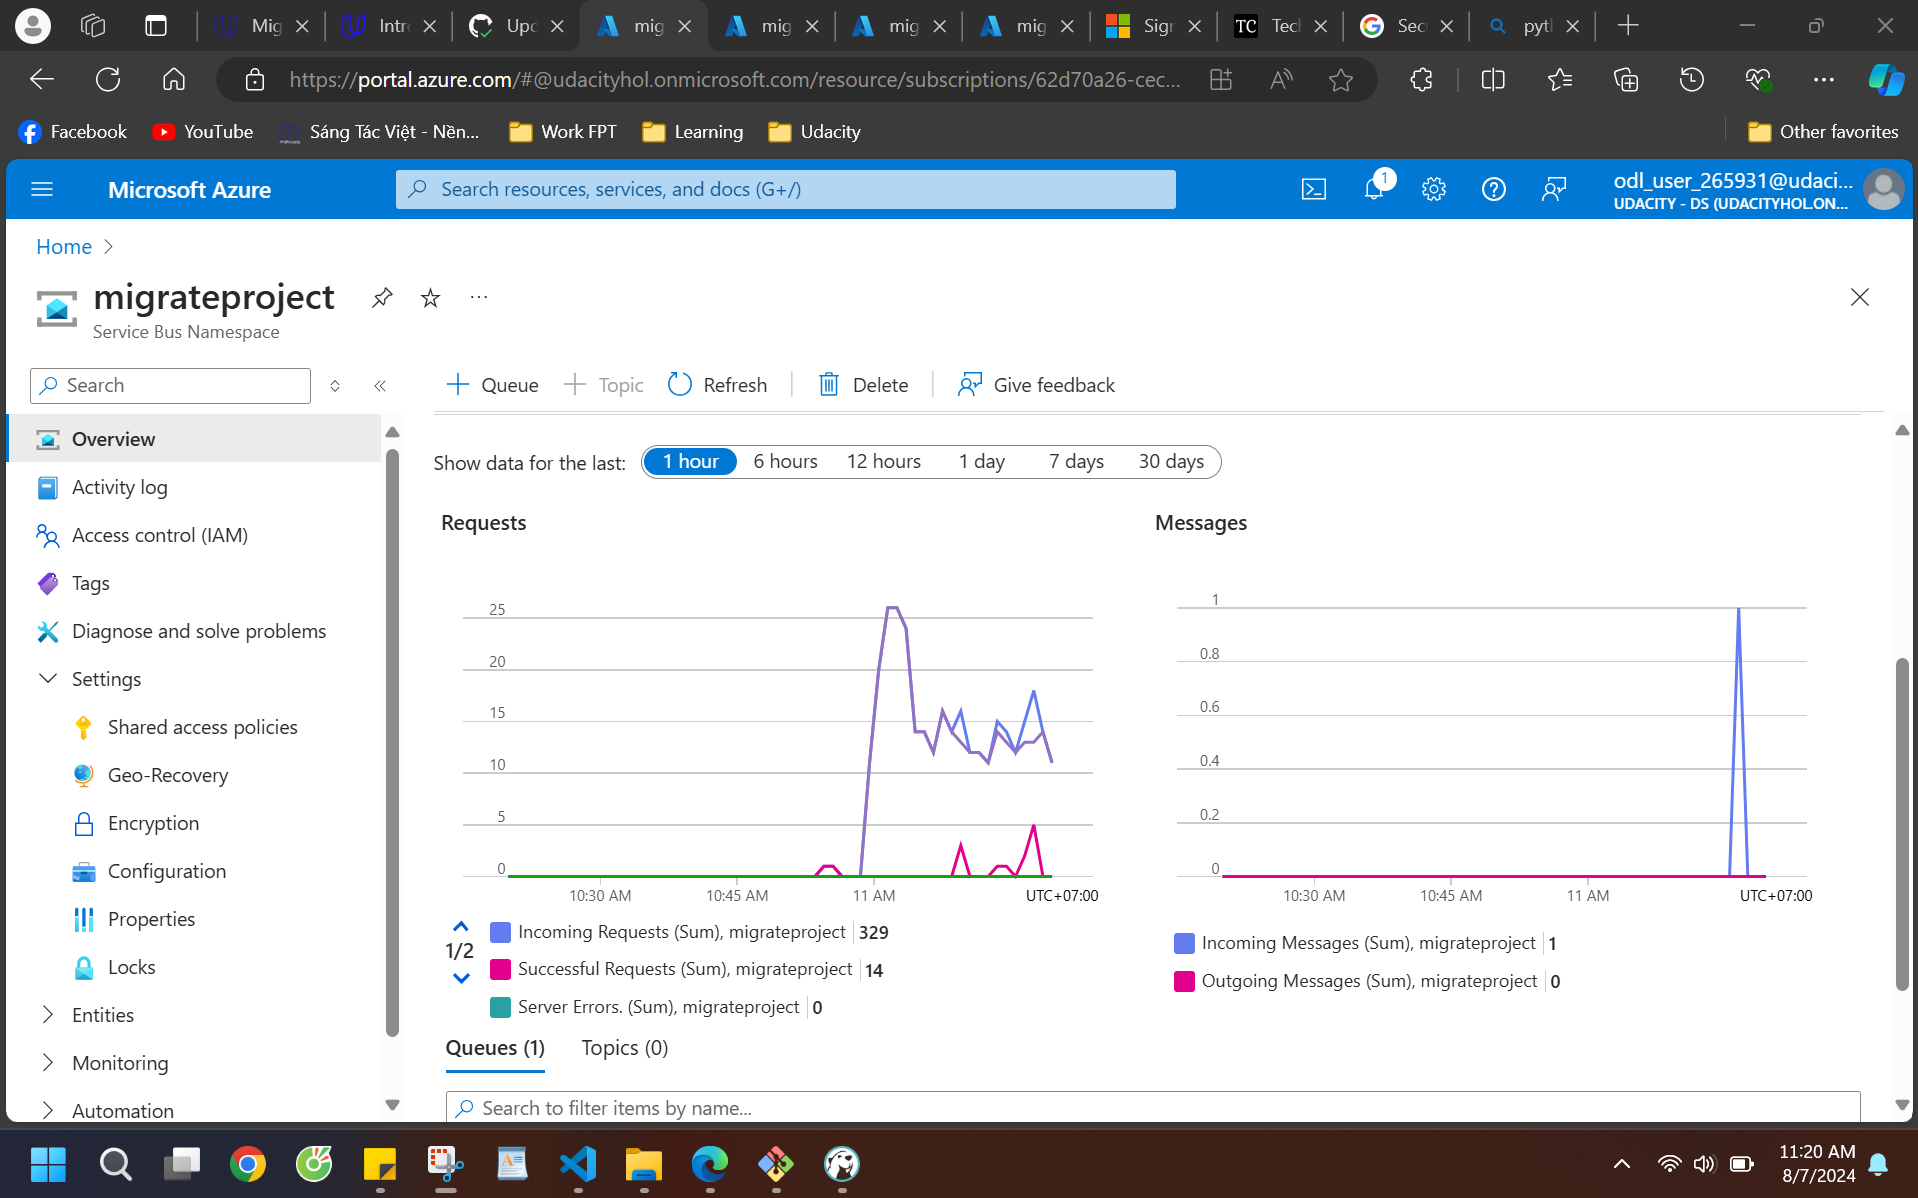 Mig
Intr
Upd
mig
mig
mig
mig
Sign
TC Tech
Sec
pyth
https://portal.azure.com/#@udacityhol.onmicrosoft.com/resource/subscriptions/62d70a26-cec...
Facebook
YouTube
Sáng Tác Việt - Nền...
Work FPT
Learning
Udacity
Other favorites
Microsoft Azure
Search resources, services, and docs (G+/)
1
odl_user_265931@udaci...
UDACITY - DS (UDACITYHOL.ON...
Home
migrateproject
Service Bus Namespace
Search
Queue
Topic
Refresh
Delete
Give feedback
Overview
Activity log
Access control (IAM)
Tags
Diagnose and solve problems
Settings
Shared access policies
Geo-Recovery
Encryption
Configuration
Properties
Locks
Entities
Monitoring
Automation
Show data for the last:
1 hour
6 hours
12 hours
1 day
7 days
30 days
Requests
25
20
15
10
5
0
10:30 AM
10:45 AM
11 AM
UTC+07:00
1/2
Incoming Requests (Sum), migrateproject 329
Successful Requests (Sum), migrateproject 14
Server Errors. (Sum), migrateproject 0
Messages
1
0.8
0.6
0.4
0.2
0
10:30 AM
10:45 AM
11 AM
UTC+07:00
Incoming Messages (Sum), migrateproject 1
Outgoing Messages (Sum), migrateproject 0
Queues (1)
Topics (0)
Search to filter items by name...
11:20 AM
8/7/2024